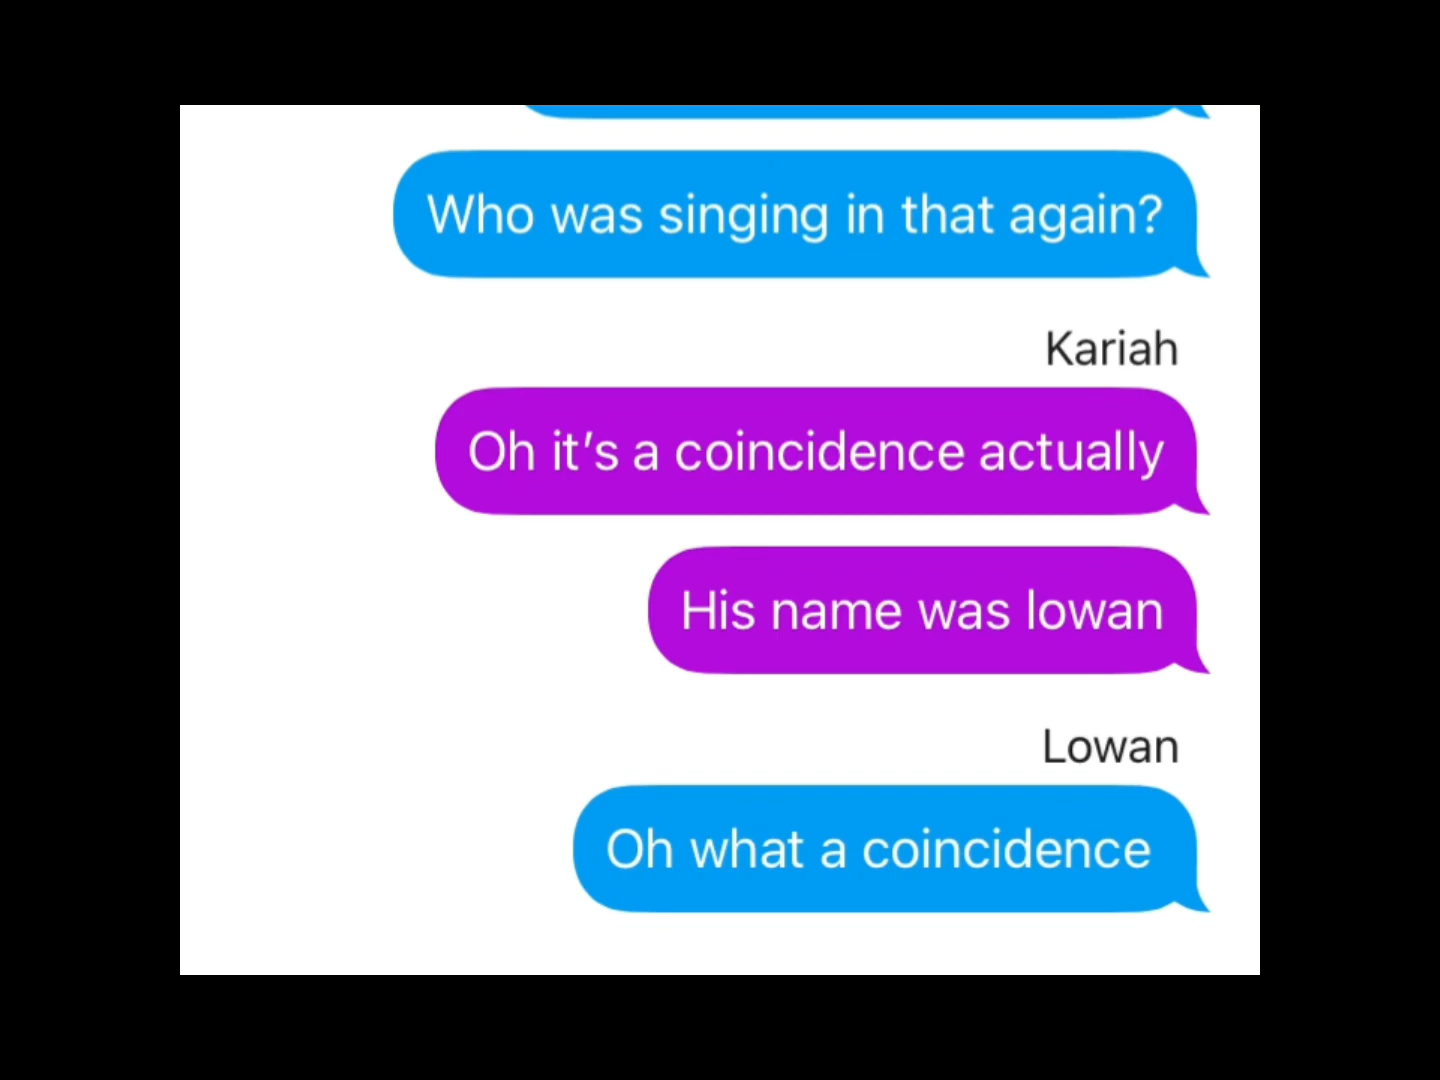 Who was singing in that again?
Kariah
Oh it’s a coincidence actually
His name was lowan
Lowan
Oh what a coincidence